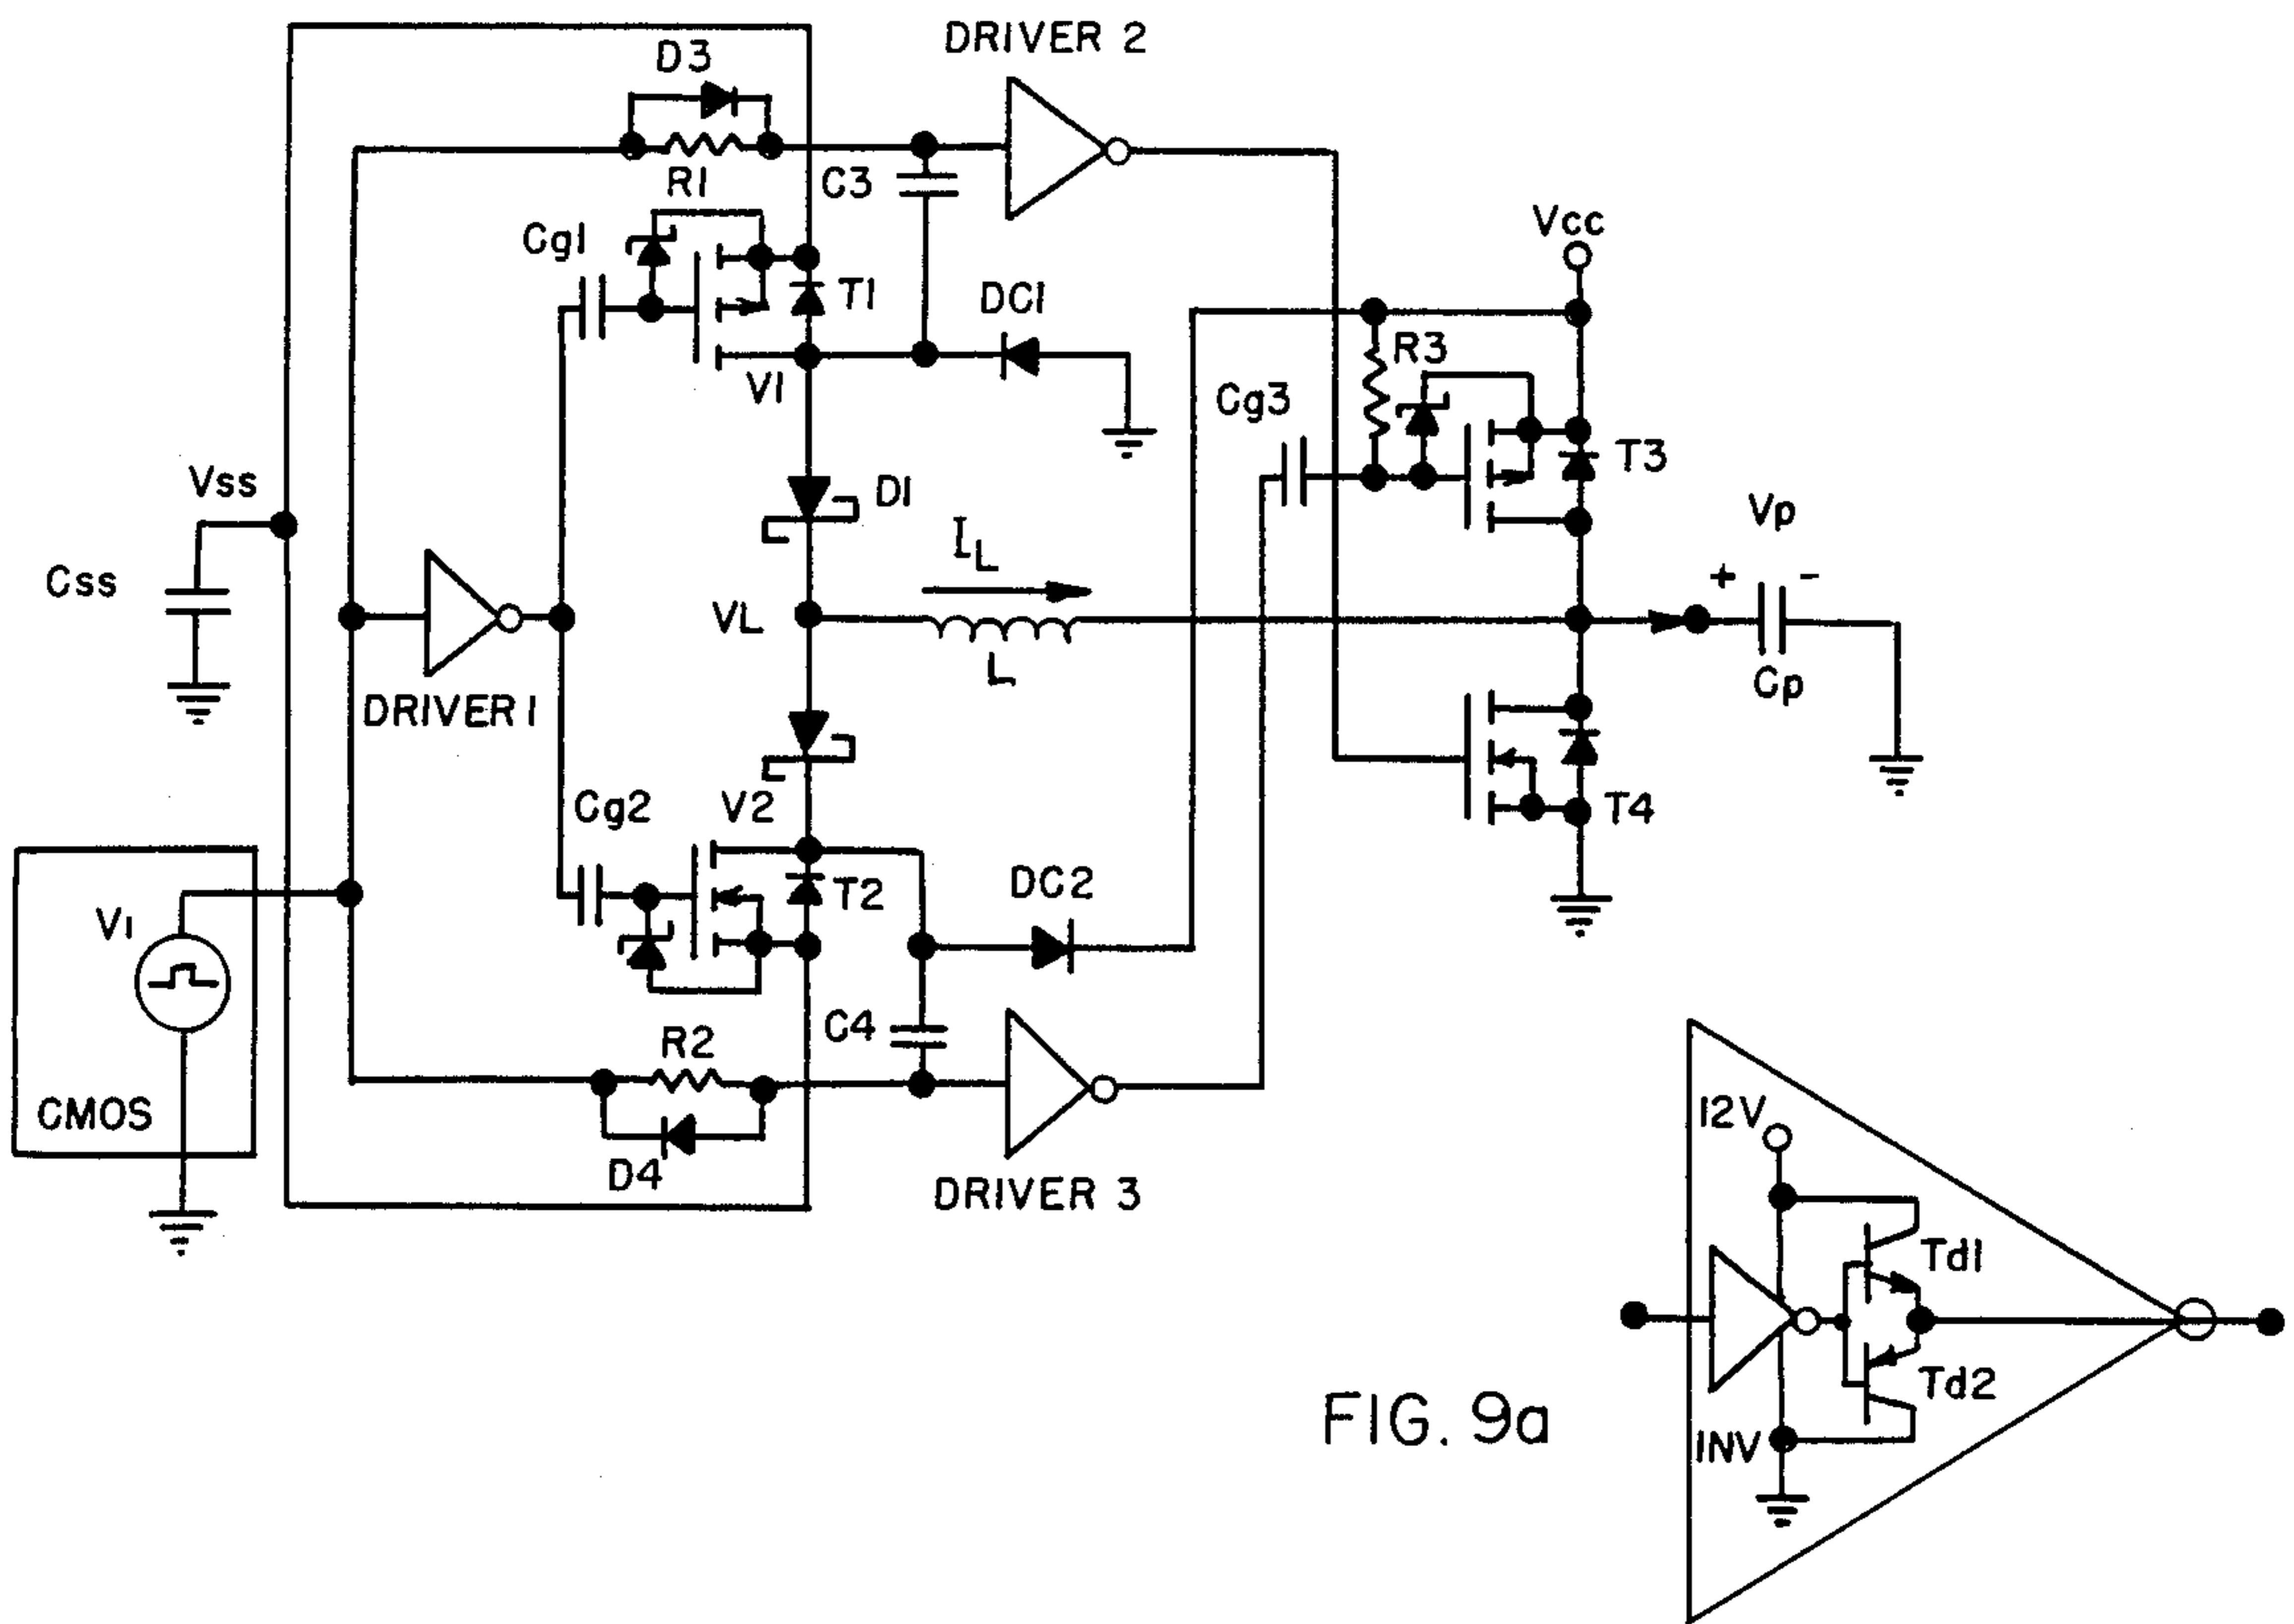 DRIVER 2
D3
R1
C3
Cg1
T1
DC1
Vcc
V1
R3
Cg3
T3
Vss
D1
Vp
IL
+ -
Css
VL
L
Cp
DRIVER 1
Cg2
V2
T4
T2
DC2
V1
R2
C4
CMOS
D4
DRIVER 3
12V
Td1
Td2
INV
FIG. 9a